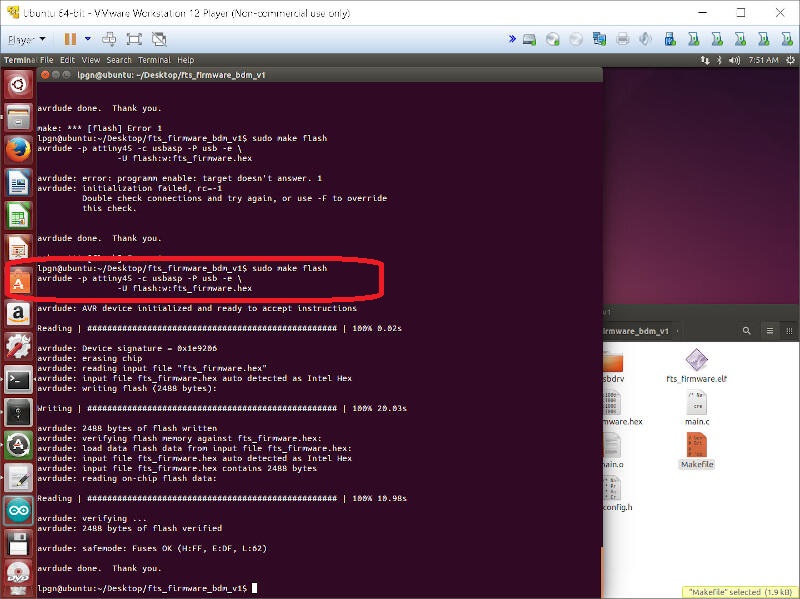 Ubuntu 64-bit - VMware Workstation 12 Player (Non-commercial use only)
Player
Terminal File Edit View Search Terminal Help
7:51 AM
lpgn@ubuntu: ~/Desktop/fts_firmware_bdm_v1
avrdude done.  Thank you.
make: *** [flash] Error 1
lpgn@ubuntu:~/Desktop/fts_firmware_bdm_v1$ sudo make flash
avrdude -p attiny45 -c usbasp -P usb -e \
-U flash:w:fts_firmware.hex
avrdude: error: programm enable: target doesn't answer. 1
avrdude: initialization failed, rc=-1
Double check connections and try again, or use -F to override
this check.
avrdude done.  Thank you.
lpgn@ubuntu:~/Desktop/fts_firmware_bdm_v1$ sudo make flash
avrdude -p attiny45 -c usbasp -P usb -e \
-U flash:w:fts_firmware.hex
avrdude: AVR device initialized and ready to accept instructions
Reading | ################################################## | 100% 0.02s
avrdude: Device signature = 0x1e9206
avrdude: erasing chip
avrdude: reading input file "fts_firmware.hex"
avrdude: input file fts_firmware.hex auto detected as Intel Hex
avrdude: writing flash (2488 bytes):
Writing | ################################################## | 100% 20.03s
avrdude: 2488 bytes of flash written
avrdude: verifying flash memory against fts_firmware.hex:
avrdude: load data flash data from input file fts_firmware.hex:
avrdude: input file fts_firmware.hex auto detected as Intel Hex
avrdude: input file fts_firmware.hex contains 2488 bytes
avrdude: reading on-chip flash data:
Reading | ################################################## | 100% 10.98s
avrdude: verifying ...
avrdude: 2488 bytes of flash verified
avrdude: safemode: Fuses OK (H:FF, E:DF, L:62)
avrdude done.  Thank you.
lpgn@ubuntu:~/Desktop/fts_firmware_bdm_v1$
v1
irmware_bdm_v1
sbdrv
fts_firmware.elf
mware.hex
main.c
ain.o
Makefile
config.h
"Makefile" selected (1.9 kB)